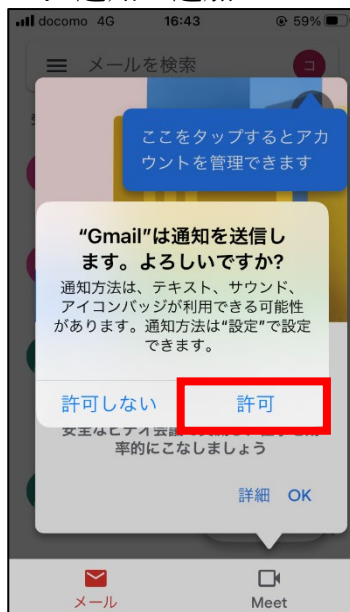 docomo 4G 16:43 59%
メールを検索
コ
ここをタップするとアカ
ウントを管理できます
“Gmail”は通知を送信し
ます。よろしいですか?
通知方法は、テキスト、サウンド、
アイコンバッジが利用できる可能性
があります。通知方法は“設定”で設定
できます。
許可しない 許可
率的にこなしましょう
詳細 OK
メール Meet